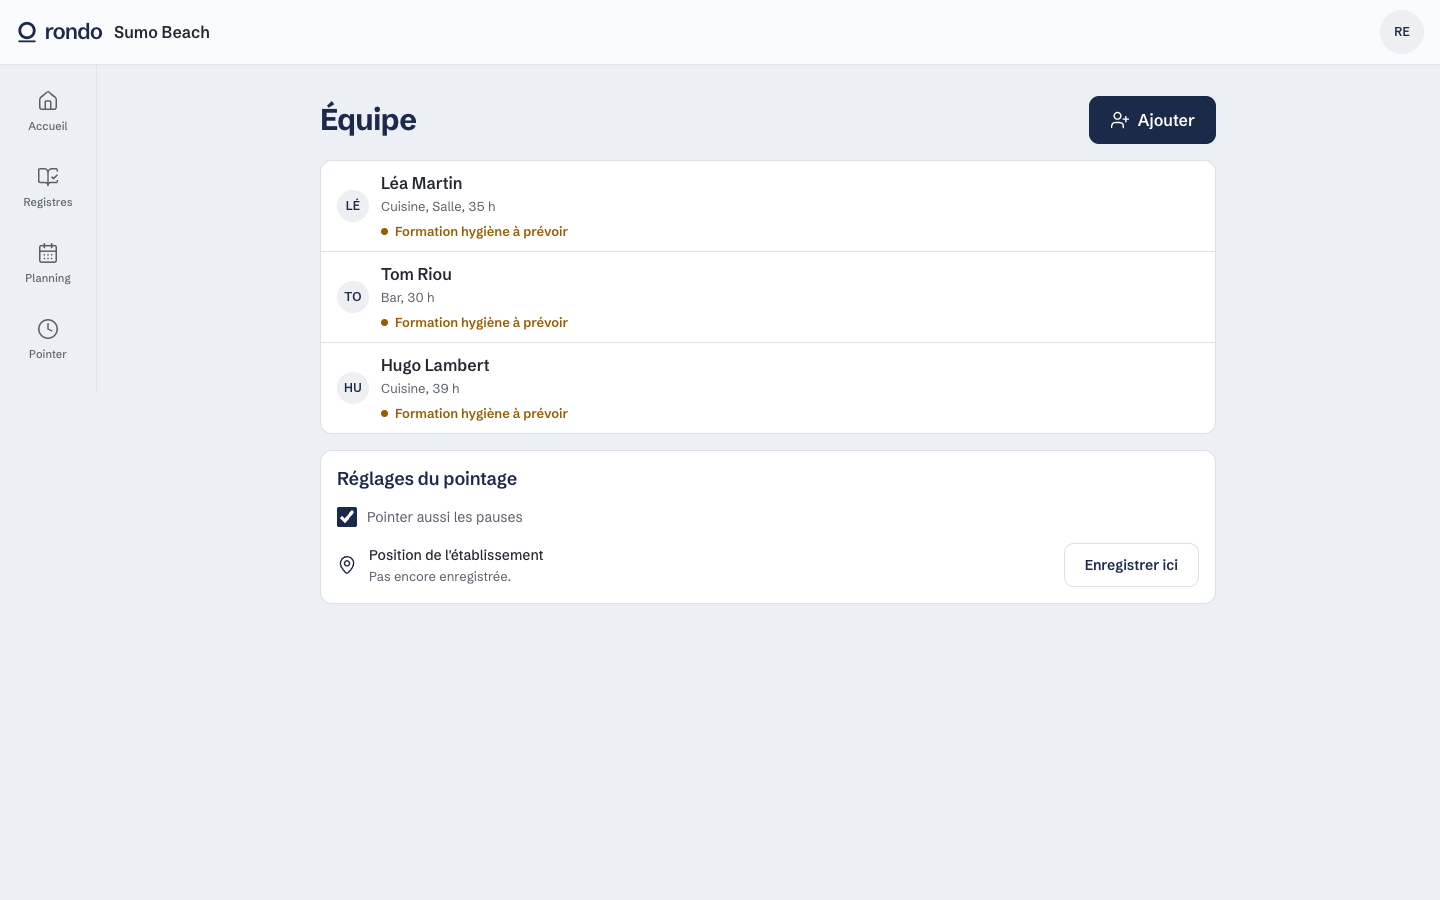 rondo Sumo Beach
RE
Accueil
Registres
Planning
Pointer
Équipe
Ajouter
LÉ
Léa Martin
Cuisine, Salle, 35 h
Formation hygiène à prévoir
TO
Tom Riou
Bar, 30 h
Formation hygiène à prévoir
HU
Hugo Lambert
Cuisine, 39 h
Formation hygiène à prévoir
Réglages du pointage
Pointer aussi les pauses
Position de l'établissement
Pas encore enregistrée.
Enregistrer ici